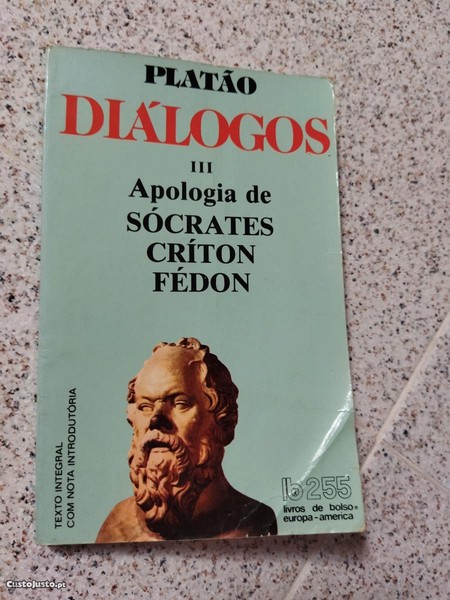 PLATÃO
DIÁLOGOS
III
Apologia de
SÓCRATES
CRÍTON
FÉDON
TEXTO INTEGRAL
COM NOTA INTRODUTÓRIA
lb 255
livros de bolso
europa-america
CustoJusto.pt